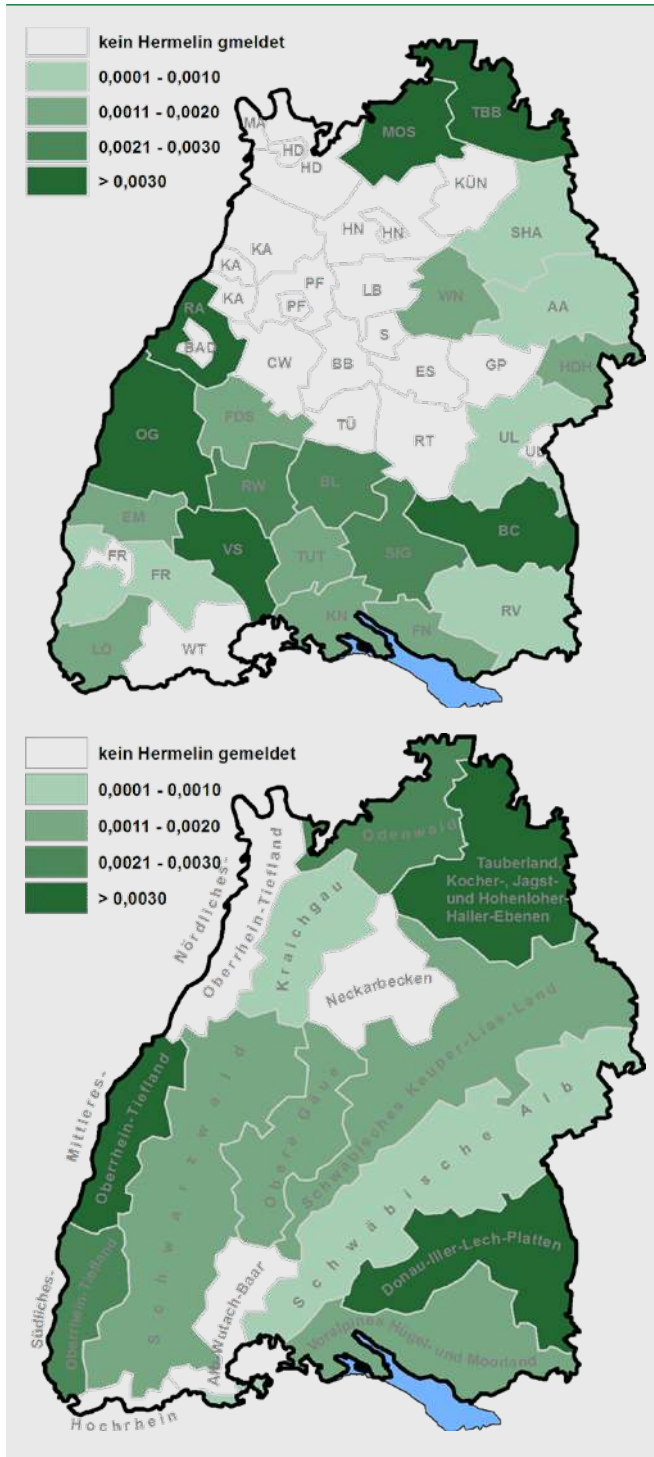 kein Hermelin gmeldet
0,0001 - 0,0010
0,0011 - 0,0020
0,0021 - 0,0030
> 0,0030
TBB
MOS
MA
HD
HD
KÜN
HN
HN
SHA
KA
KA
KA
PF
PF
LB
WN
AA
RA
BAD
S
CW
BB
ES
GP
HDH
FDS
TÜ
RT
UL
UL
OG
RW
BL
EM
VS
BC
FR
FR
TUT
SIG
KN
FN
RV
LÖ
WT
kein Hermelin gemeldet
0,0001 - 0,0010
0,0011 - 0,0020
0,0021 - 0,0030
> 0,0030
Odenwald
Tauberland,
Kocher-, Jagst-
und Hohenloher-
Haller-Ebenen
Nördliches-
Oberrhein-Tiefland
Kraichgau
Neckarbecken
Mittleres-
Oberrhein-Tiefland
Schwarzwald
Obere Gäue
Schwäbisches Keuper-Lias-Land
Schwäbische Alb
Donau-Iller-Lech-Platten
Südliches-
Oberrhein-Tiefland
Alb-Wutach-Baar
Voralpines Hügel- und Moorland
Hochrhein